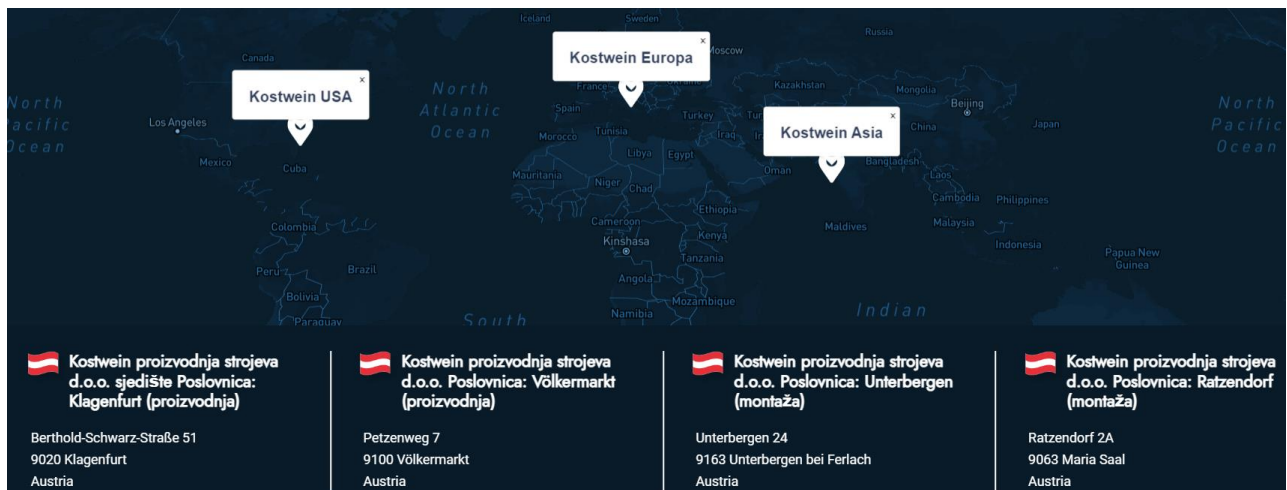 Iceland
Sweden
Russia
Moscow
x
Kostwein Europa
Canada
x
Kostwein USA
North
Atlantic
Ocean
North
acific
cean
Los Angeles
Mexico
Cuba
France
Spain
Morocco
Tunisia
Turkey
Iraq
Kazakhstan
Mongolia
Beijing
China
Japan
x
Kostwein Asia
North
Pacific
Ocean
Libya
Egypt
Oman
Bangladesh
Laos
Mauritania
Niger
Chad
Cambodia
Philippines
Ethiopia
Colombia
Cameroon
Kenya
Maldives
Malaysia
Kinshasa
Tanzania
Indonesia
Papua New
Guinea
Peru
Brazil
Angola
Bolivia
Mozambique
Namibia
Indian
Paraguay
South
Kostwein proizvodnja strojeva
d.o.o. sjedište Poslovnica:
Klagenfurt (proizvodnja)
Berthold-Schwarz-Straße 51
9020 Klagenfurt
Austria
Kostwein proizvodnja strojeva
d.o.o. Poslovnica: Völkermarkt
(proizvodnja)
Petzenweg 7
9100 Völkermarkt
Austria
Kostwein proizvodnja strojeva
d.o.o. Poslovnica: Unterbergen
(montaža)
Unterbergen 24
9163 Unterbergen bei Ferlach
Austria
Kostwein proizvodnja strojeva
d.o.o. Poslovnica: Ratzendorf
(montaža)
Ratzendorf 2A
9063 Maria Saal
Austria